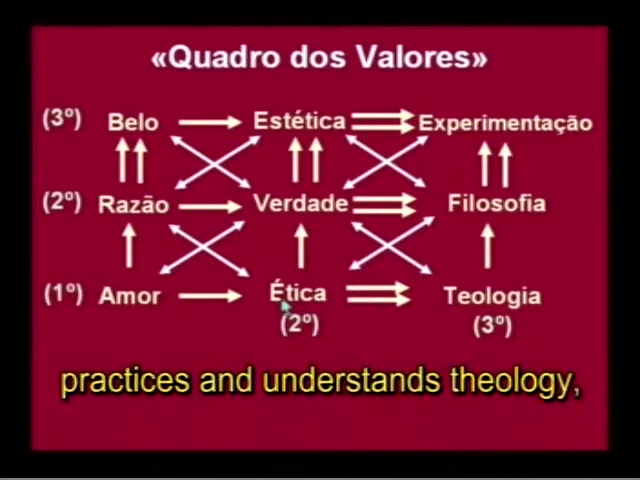 «Quadro dos Valores»
(3º) Belo Estética Experimentação
(2º) Razão Verdade Filosofia
(1º) Amor Ética Teologia
(2º) (3º)
practices and understands theology,